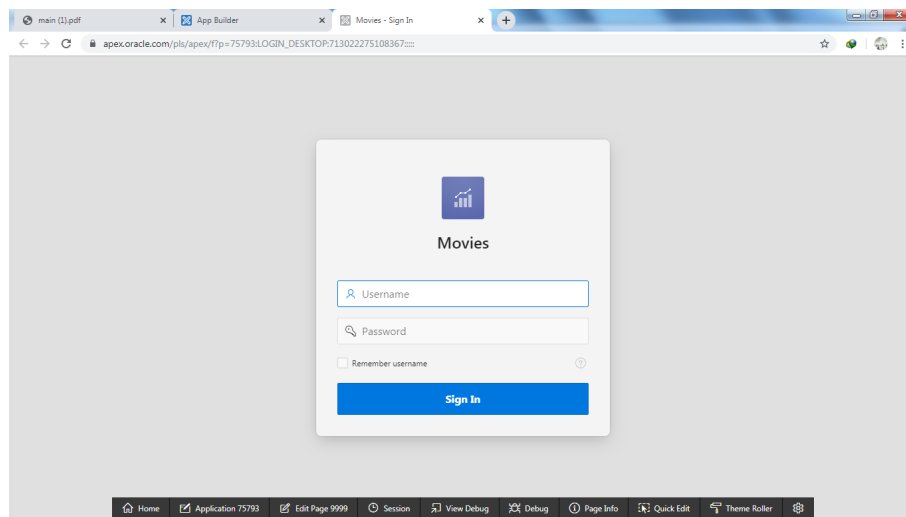 main (1).pdf
App Builder
Movies - Sign In
apex.oracle.com/pls/apex/f?p=75793:LOGIN_DESKTOP:713022275108367:::::
Movies
Username
Password
Remember username
Sign In
Home Application 75793 Edit Page 9999 Session View Debug Debug Page Info Quick Edit Theme Roller